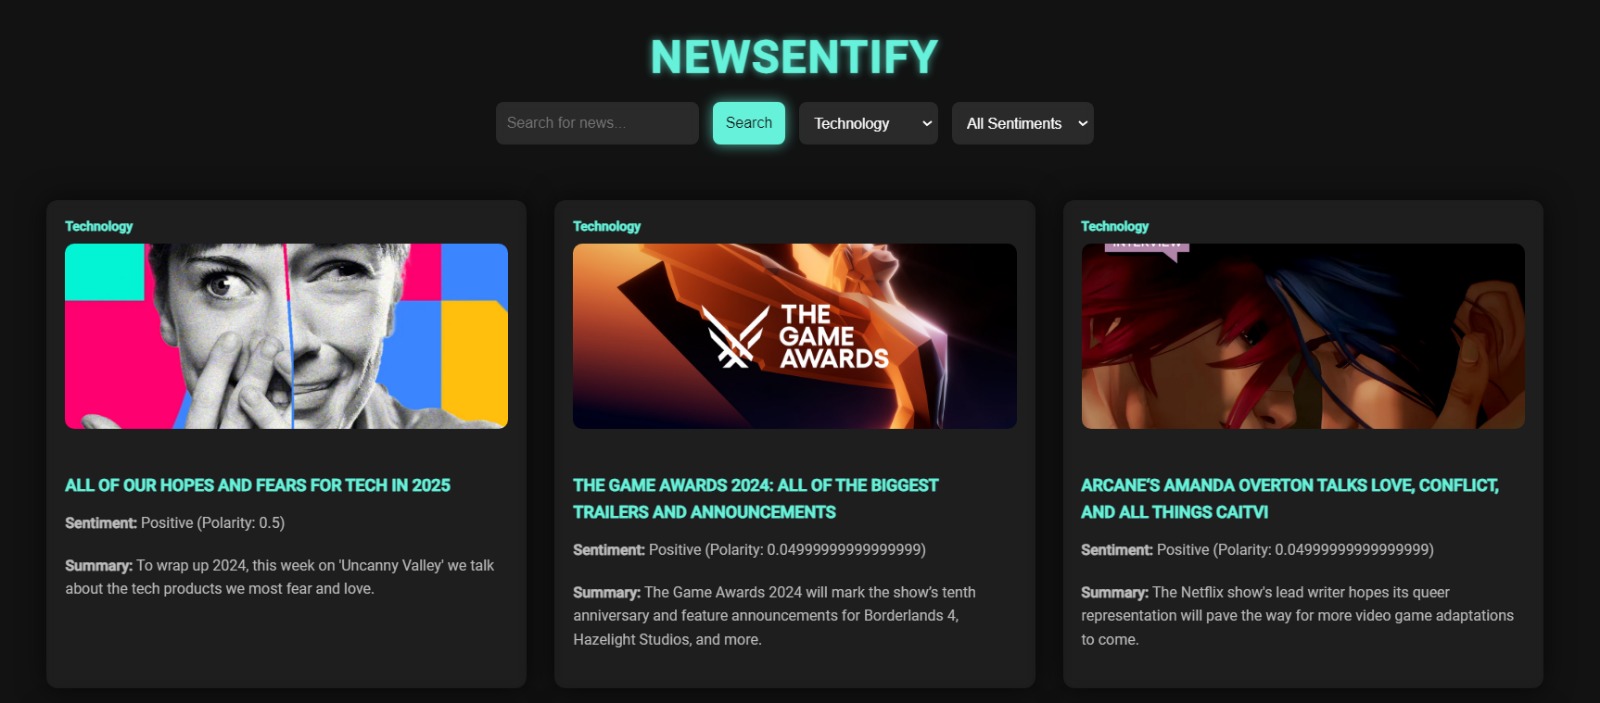 NEWSENTIFY
Search for news...
Search
Technology
All Sentiments
Technology
ALL OF OUR HOPES AND FEARS FOR TECH IN 2025
Sentiment: Positive (Polarity: 0.5)
Summary: To wrap up 2024, this week on 'Uncanny Valley' we talk
about the tech products we most fear and love.
Technology
THE
GAME
AWARDS
THE GAME AWARDS 2024: ALL OF THE BIGGEST
TRAILERS AND ANNOUNCEMENTS
Sentiment: Positive (Polarity: 0.04999999999999999)
Summary: The Game Awards 2024 will mark the show’s tenth
anniversary and feature announcements for Borderlands 4,
Hazelight Studios, and more.
Technology
INTERVIEW
ARCANE’S AMANDA OVERTON TALKS LOVE, CONFLICT,
AND ALL THINGS CAITVI
Sentiment: Positive (Polarity: 0.04999999999999999)
Summary: The Netflix show's lead writer hopes its queer
representation will pave the way for more video game adaptations
to come.